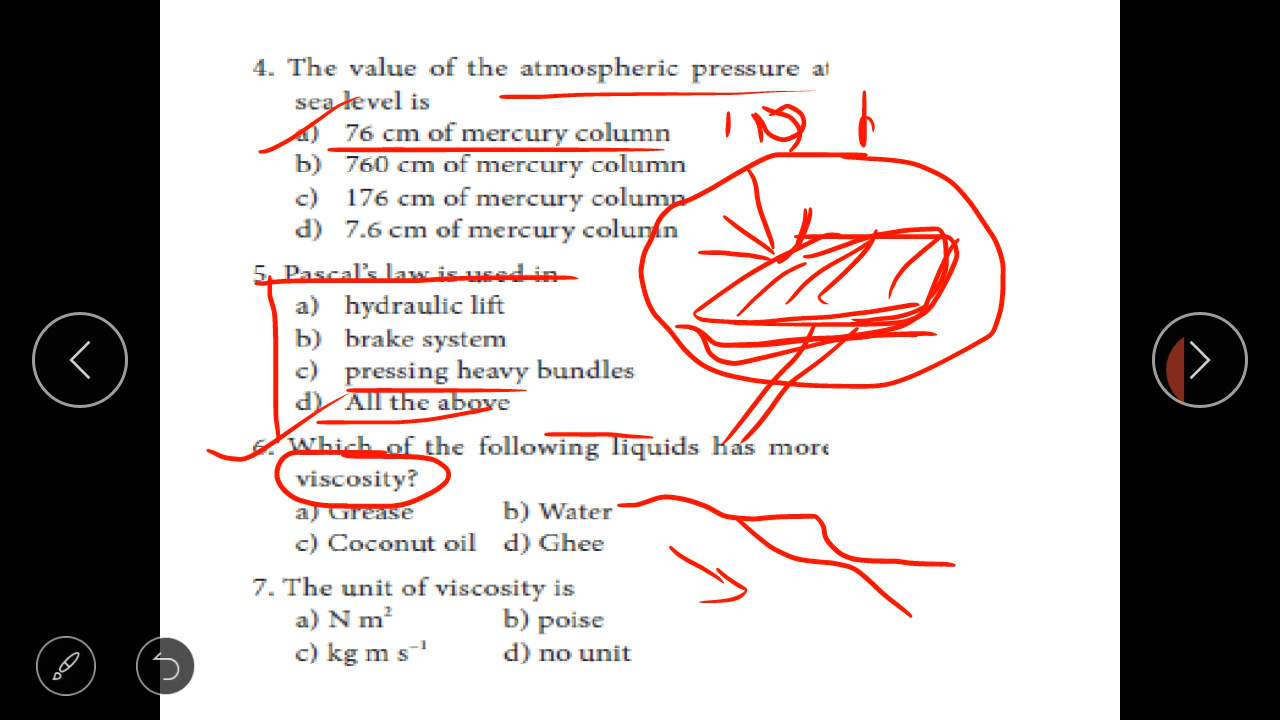 4. The value of the atmospheric pressure at
sea level is
a) 76 cm of mercury column
b) 760 cm of mercury column
c) 176 cm of mercury column
d) 7.6 cm of mercury column
5. Pascal's law is used in
a) hydraulic lift
b) brake system
c) pressing heavy bundles
d) All the above
6. Which of the following liquids has more
viscosity?
a) Grease b) Water
c) Coconut oil d) Ghee
7. The unit of viscosity is
a) N m² b) poise
c) kg m s⁻¹ d) no unit